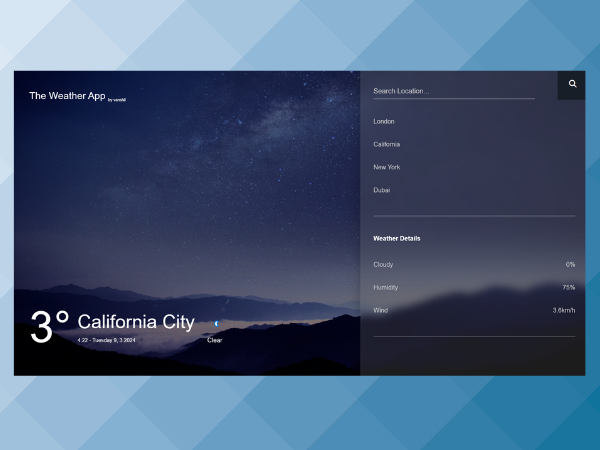 The Weather App by vansh#
Search Location...
London
California
New York
Dubai
Weather Details
Cloudy 0%
Humidity 75%
Wind 3.6km/h
3° California City
4:22 - Tuesday 9, 3 2024
Clear